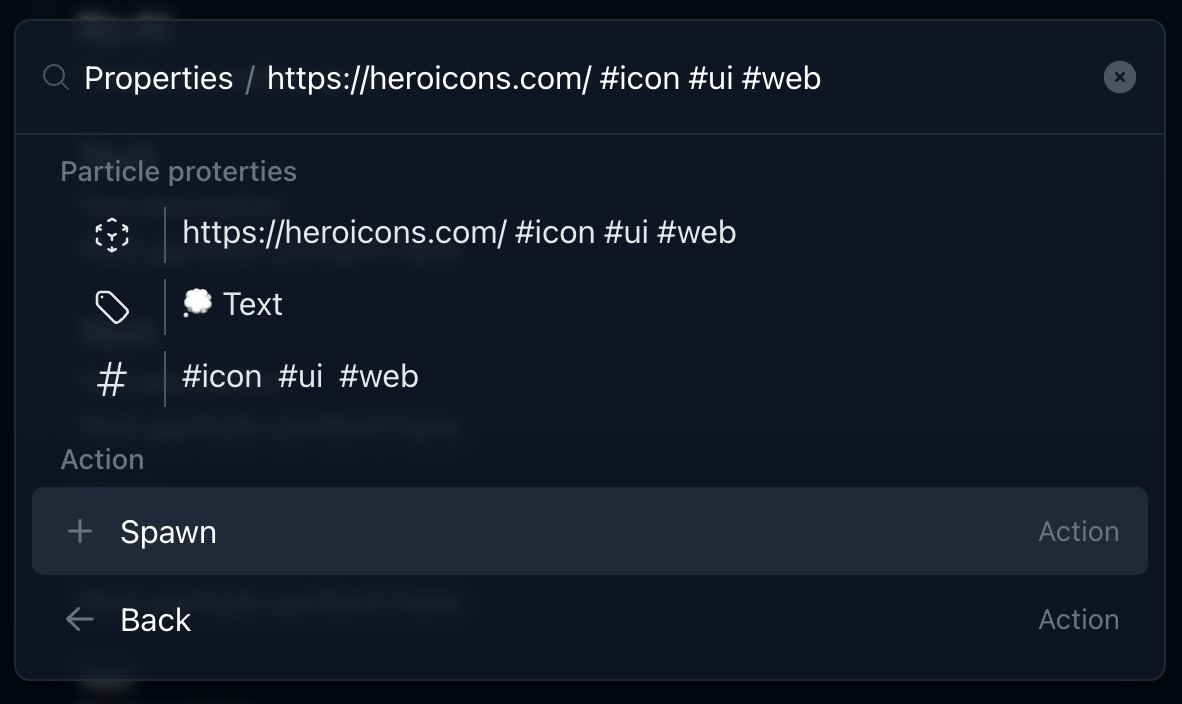 Properties / https://heroicons.com/ #icon #ui #web
Particle proterties
https://heroicons.com/ #icon #ui #web
💭 Text
# #icon #ui #web
Action
+ Spawn Action
← Back Action